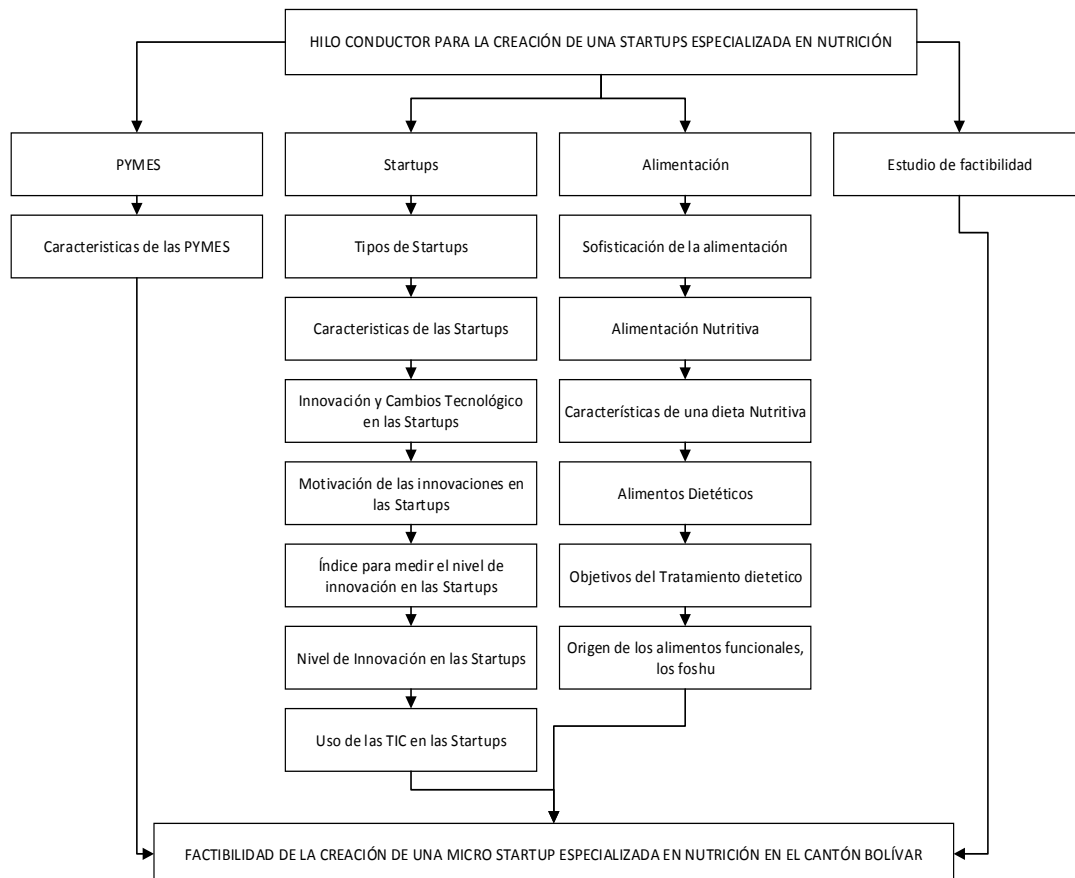 HILO CONDUCTOR PARA LA CREACIÓN DE UNA STARTUPS ESPECIALIZADA EN NUTRICIÓN
PYMES
Startups
Alimentación
Estudio de factibilidad
Caracteristicas de las PYMES
Tipos de Startups
Sofisticación de la alimentación
Caracteristicas de las Startups
Alimentación Nutritiva
Innovación y Cambios Tecnológico
en las Startups
Característicás de una dieta Nutritiva
Motivación de las innovaciones en
las Startups
Alimentos Dietéticos
Índice para medir el nivel de
innovación en las Startups
Objetivos del Tratamiento dietetico
Nivel de Innovación en las Startups
Origen de los alimentos funcionales,
los foshu
Uso de las TIC en las Startups
FACTIBILIDAD DE LA CREACIÓN DE UNA MICRO STARTUP ESPECIALIZADA EN NUTRICIÓN EN EL CANTÓN BOLÍVAR